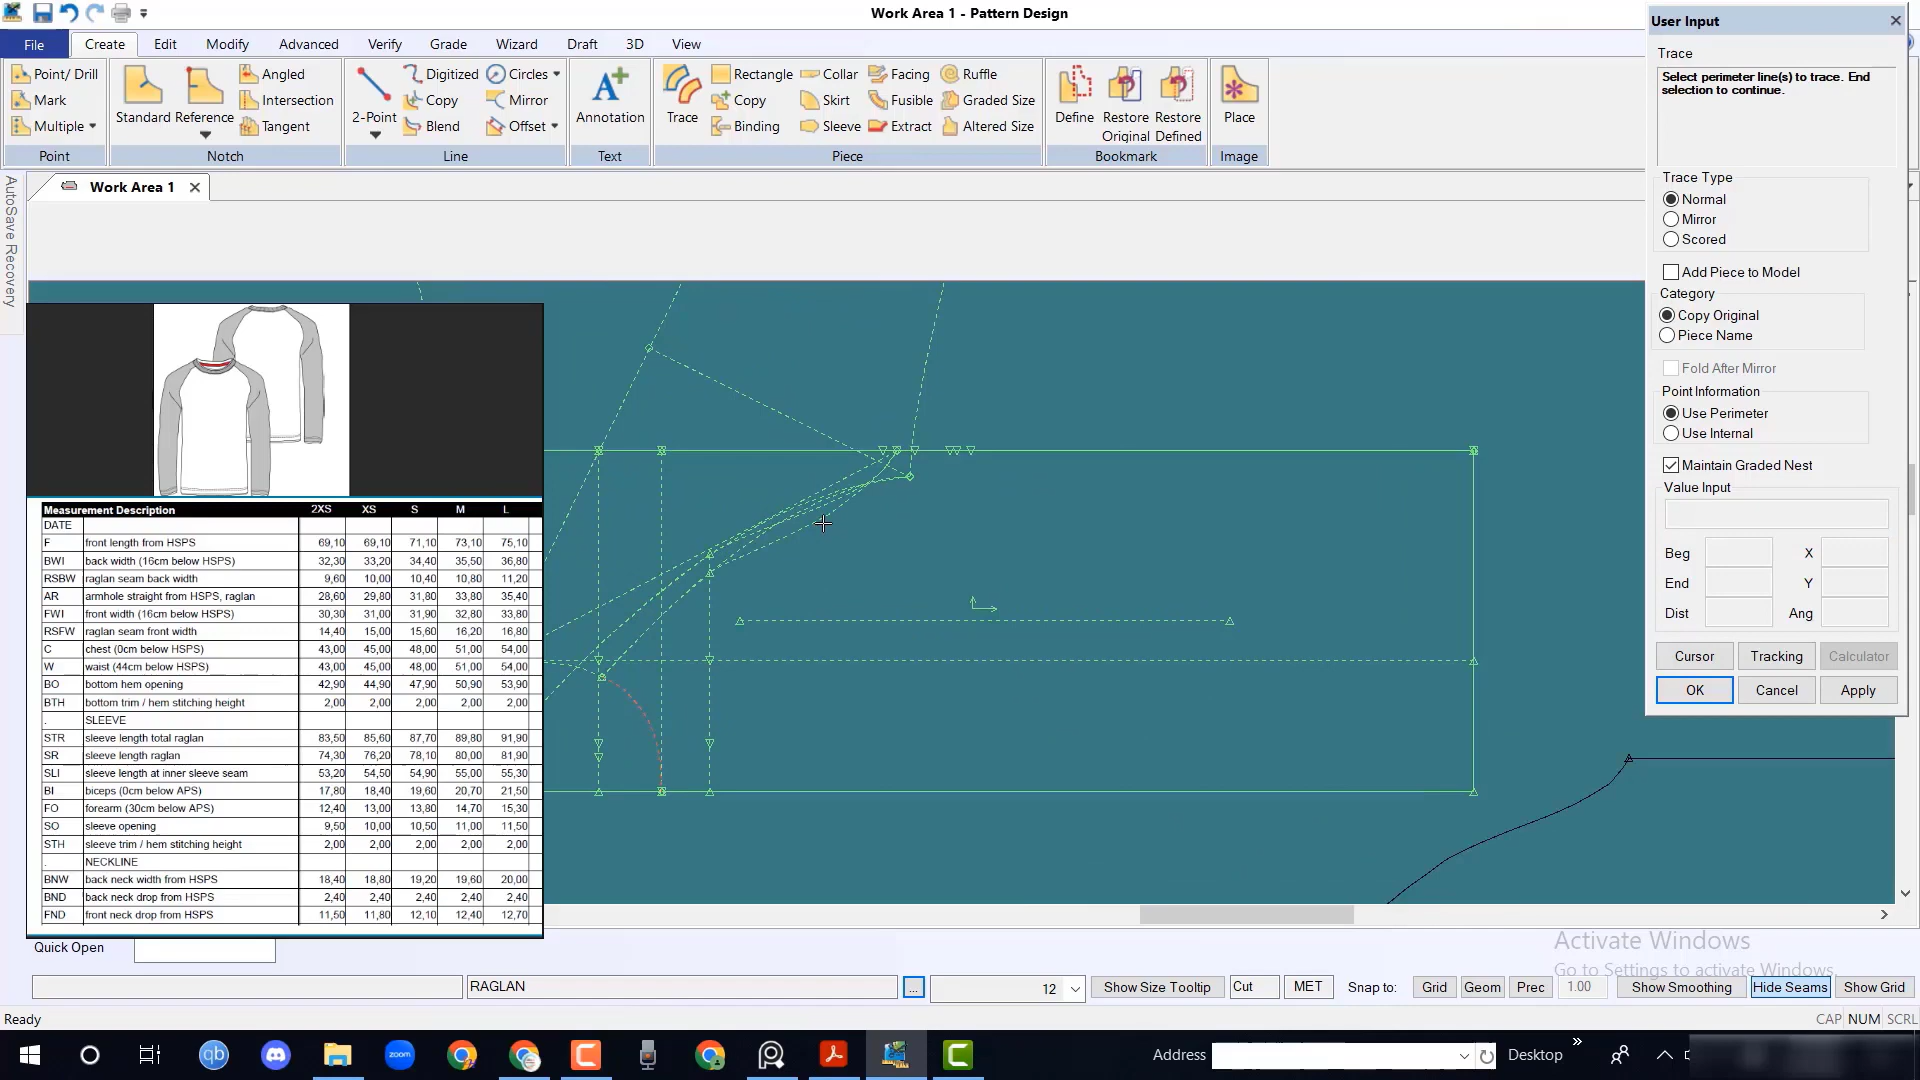 Work Area 1 - Pattern Design
File Create Edit Modify Advanced Verify Grade Wizard Draft 3D View
Point/ Drill
Mark
Multiple
Point
Standard Reference
Angled
Intersection
Tangent
Notch
2-Point
Digitized
Copy
Blend
Circles
Mirror
Offset
Line
Annotation
Text
Trace
Rectangle
Copy
Binding
Collar
Skirt
Sleeve
Facing
Fusible
Extract
Ruffle
Graded Size
Altered Size
Piece
Define Restore Original Restore Defined
Bookmark
Place
Image
AutoSave Recovery
Work Area 1
User Input
Trace
Select perimeter line(s) to trace. End
selection to continue.
Trace Type
Normal
Mirror
Scored
Add Piece to Model
Category
Copy Original
Piece Name
Fold After Mirror
Point Information
Use Perimeter
Use Internal
Maintain Graded Nest
Value Input
Beg X
End Y
Dist Ang
Cursor Tracking Calculator
OK Cancel Apply
Measurement Description 2XS XS S M L
DATE
F front length from HSPS 69,10 69,10 71,10 73,10 75,10
BWI back width (16cm below HSPS) 32,30 33,20 34,40 35,50 36,80
RSBW raglan seam back width 9,60 10,00 10,40 10,80 11,20
AR armhole straight from HSPS, raglan 28,60 29,80 31,80 33,80 35,40
FWI front width (16cm below HSPS) 30,30 31,00 31,90 32,80 33,80
RSFW raglan seam front width 14,40 15,00 15,60 16,20 16,80
C chest (0cm below HSPS) 43,00 45,00 48,00 51,00 54,00
W waist (44cm below HSPS) 43,00 45,00 48,00 51,00 54,00
BO bottom hem opening 42,90 44,90 47,90 50,90 53,90
BTH bottom trim / hem stitching height 2,00 2,00 2,00 2,00 2,00
. SLEEVE
STR sleeve length total raglan 83,50 85,60 87,70 89,80 91,90
SR sleeve length raglan 74,30 76,20 78,10 80,00 81,90
SLI sleeve length at inner sleeve seam 53,20 54,50 54,90 55,00 55,30
BI biceps (0cm below APS) 17,80 18,40 19,60 20,70 21,50
FO forearm (30cm below APS) 12,40 13,00 13,80 14,70 15,30
SO sleeve opening 9,50 10,00 10,50 11,00 11,50
STH sleeve trim / hem stitching height 2,00 2,00 2,00 2,00 2,00
. NECKLINE
BNW back neck width from HSPS 18,40 18,80 19,20 19,60 20,00
BND back neck drop from HSPS 2,40 2,40 2,40 2,40 2,40
FND front neck drop from HSPS 11,50 11,80 12,10 12,40 12,70
Quick Open
Activate Windows
Go to Settings to activate Windows.
RAGLAN ... 12 Show Size Tooltip Cut MET Snap to: Grid Geom Prec 1.00 Show Smoothing Hide Seams Show Grid
Ready CAP NUM SCRL
qb zoom Address Desktop